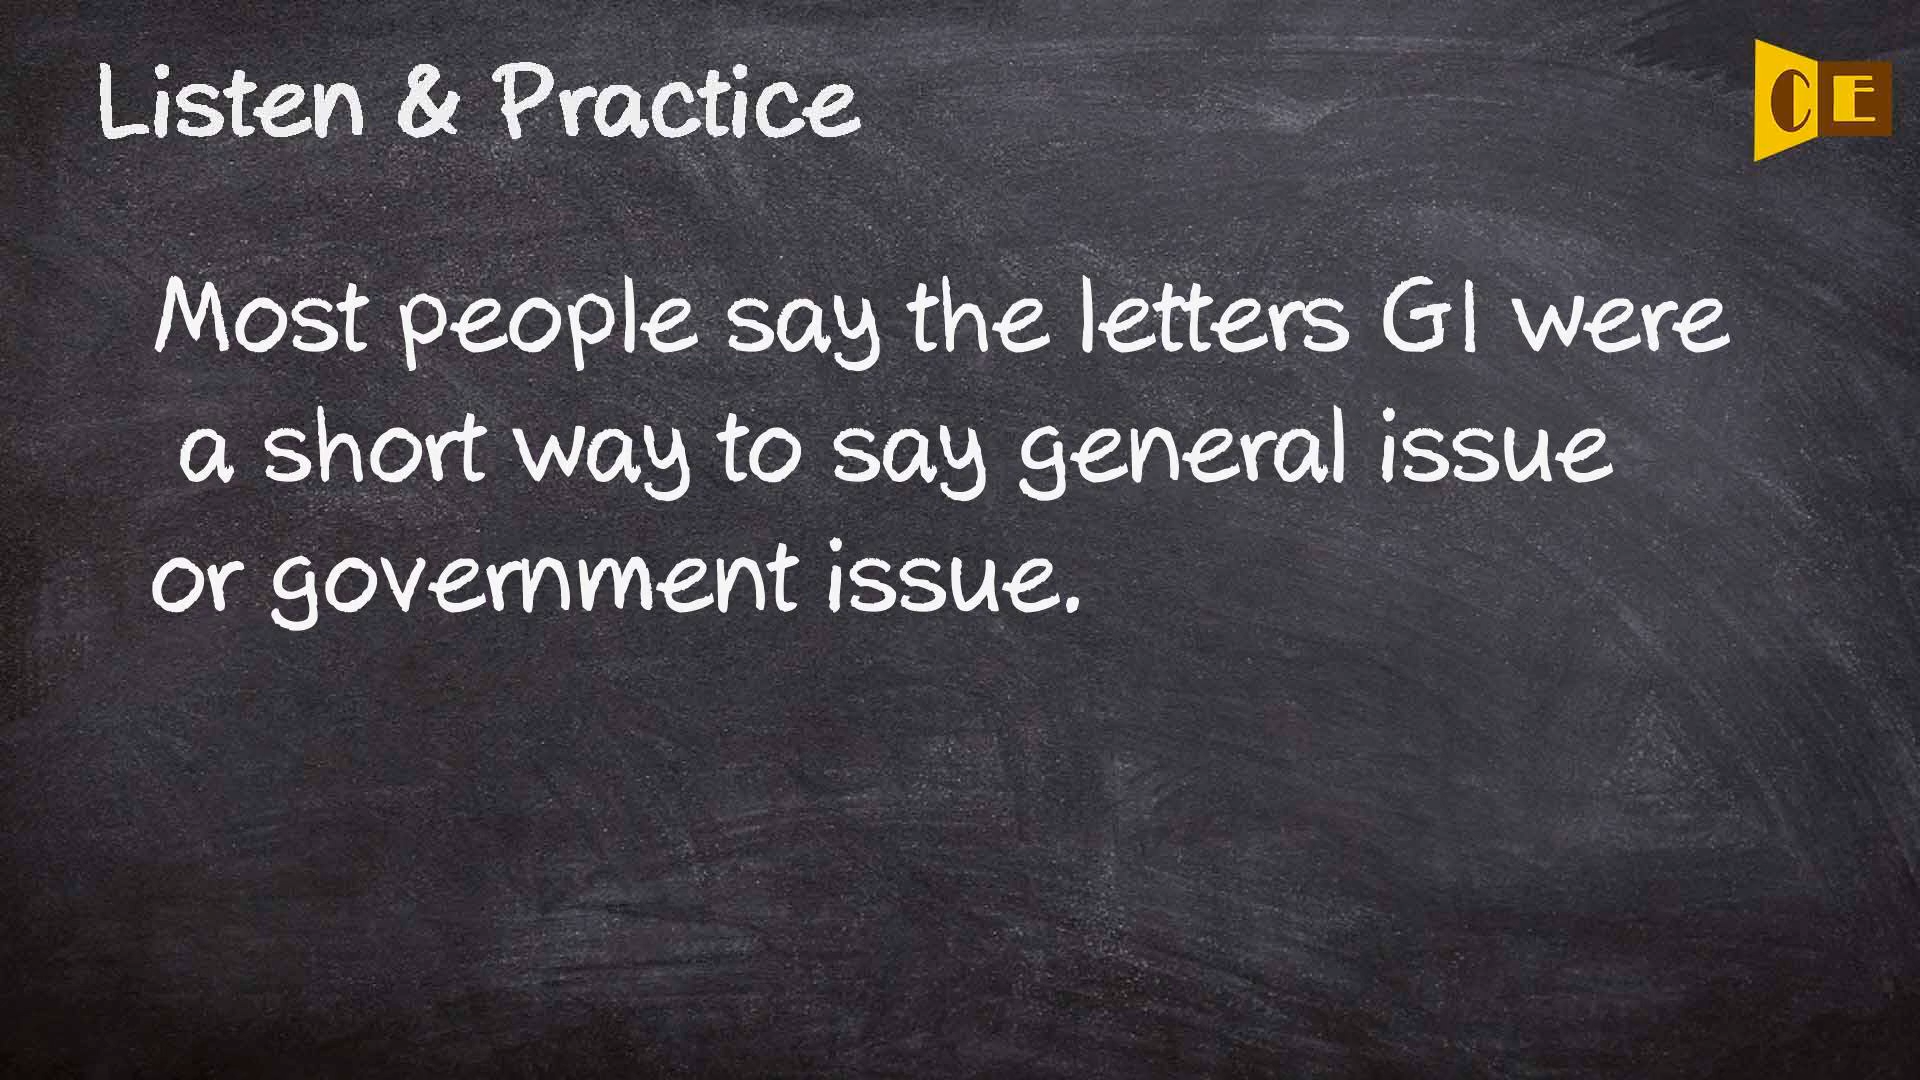 Listen & Practice
CE
Most people say the letters GI were
a short way to say general issue
or government issue.